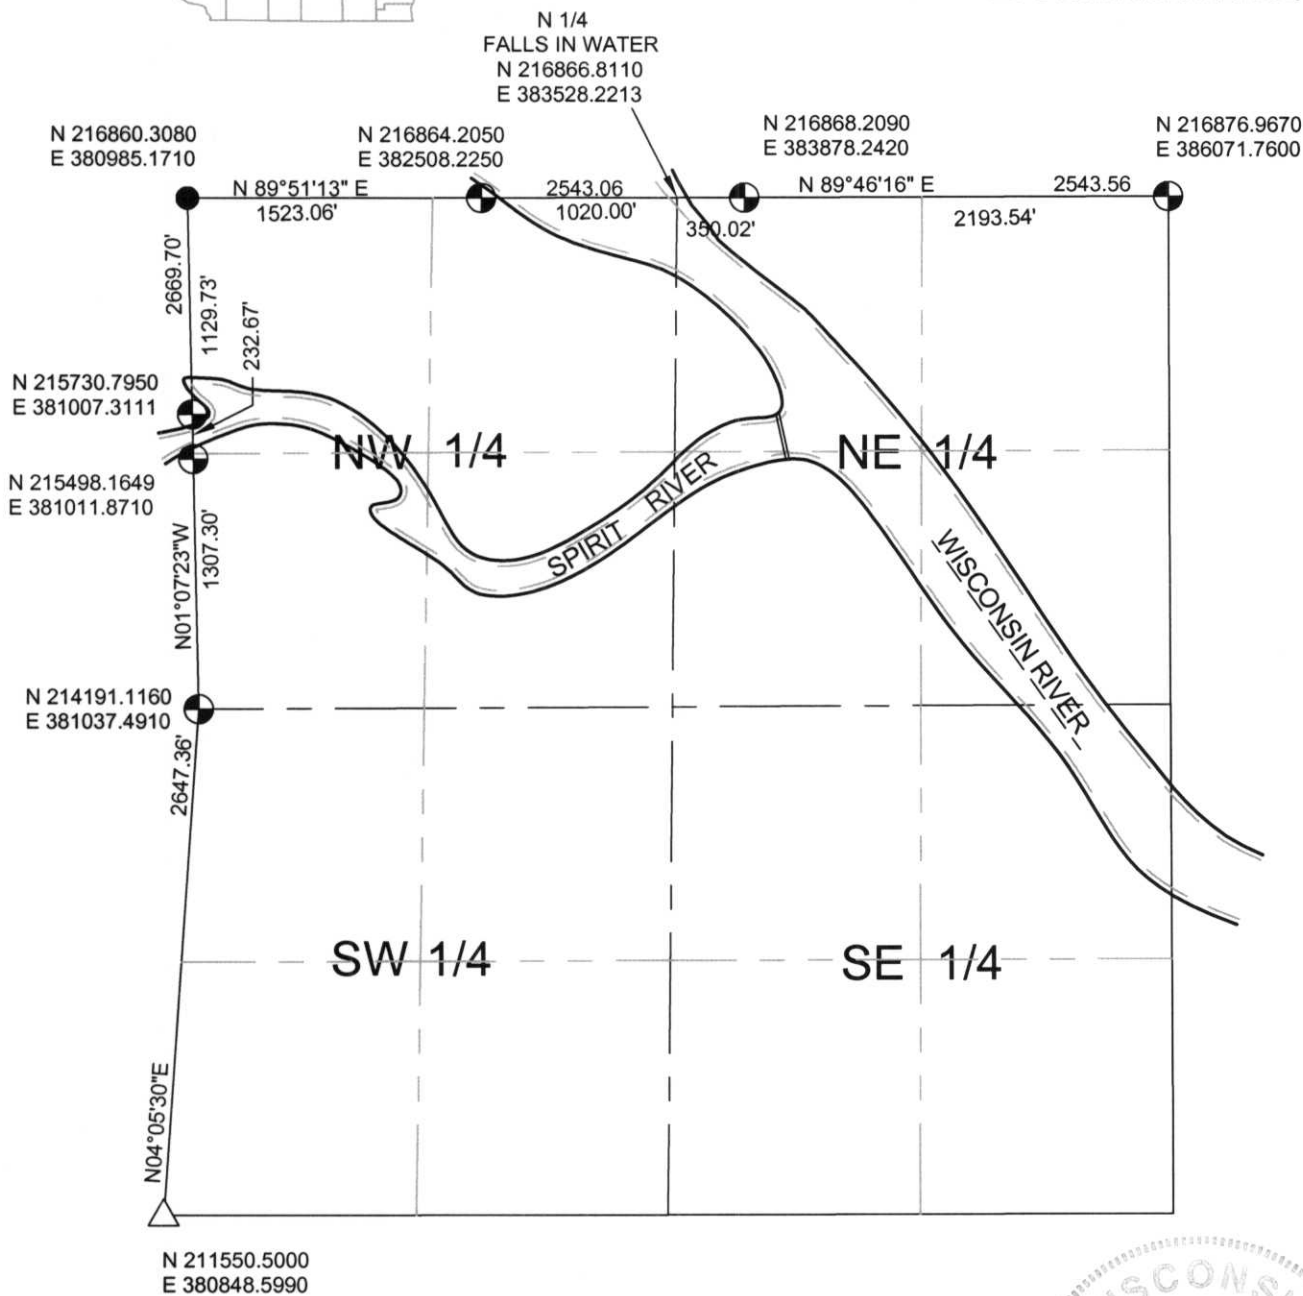 N 1/4
FALLS IN WATER
N 216866.8110
E 383528.2213
N 216860.3080
E 380985.1710
N 216864.2050
E 382508.2250
N 216868.2090
E 383878.2420
N 216876.9670
E 386071.7600
N 89°51'13" E
1523.06'
2543.06
1020.00'
350.02'
N 89°46'16" E
2543.56
2193.54'
2669.70'
1129.73'
232.67'
N 215730.7950
E 381007.3111
N 215498.1649
E 381011.8710
NW 1/4
NE 1/4
SPIRIT RIVER
WISCONSIN RIVER
N01°07'23"W
1307.30'
N 214191.1160
E 381037.4910
2647.36'
SW 1/4
SE 1/4
N04°05'30"E
N 211550.5000
E 380848.5990